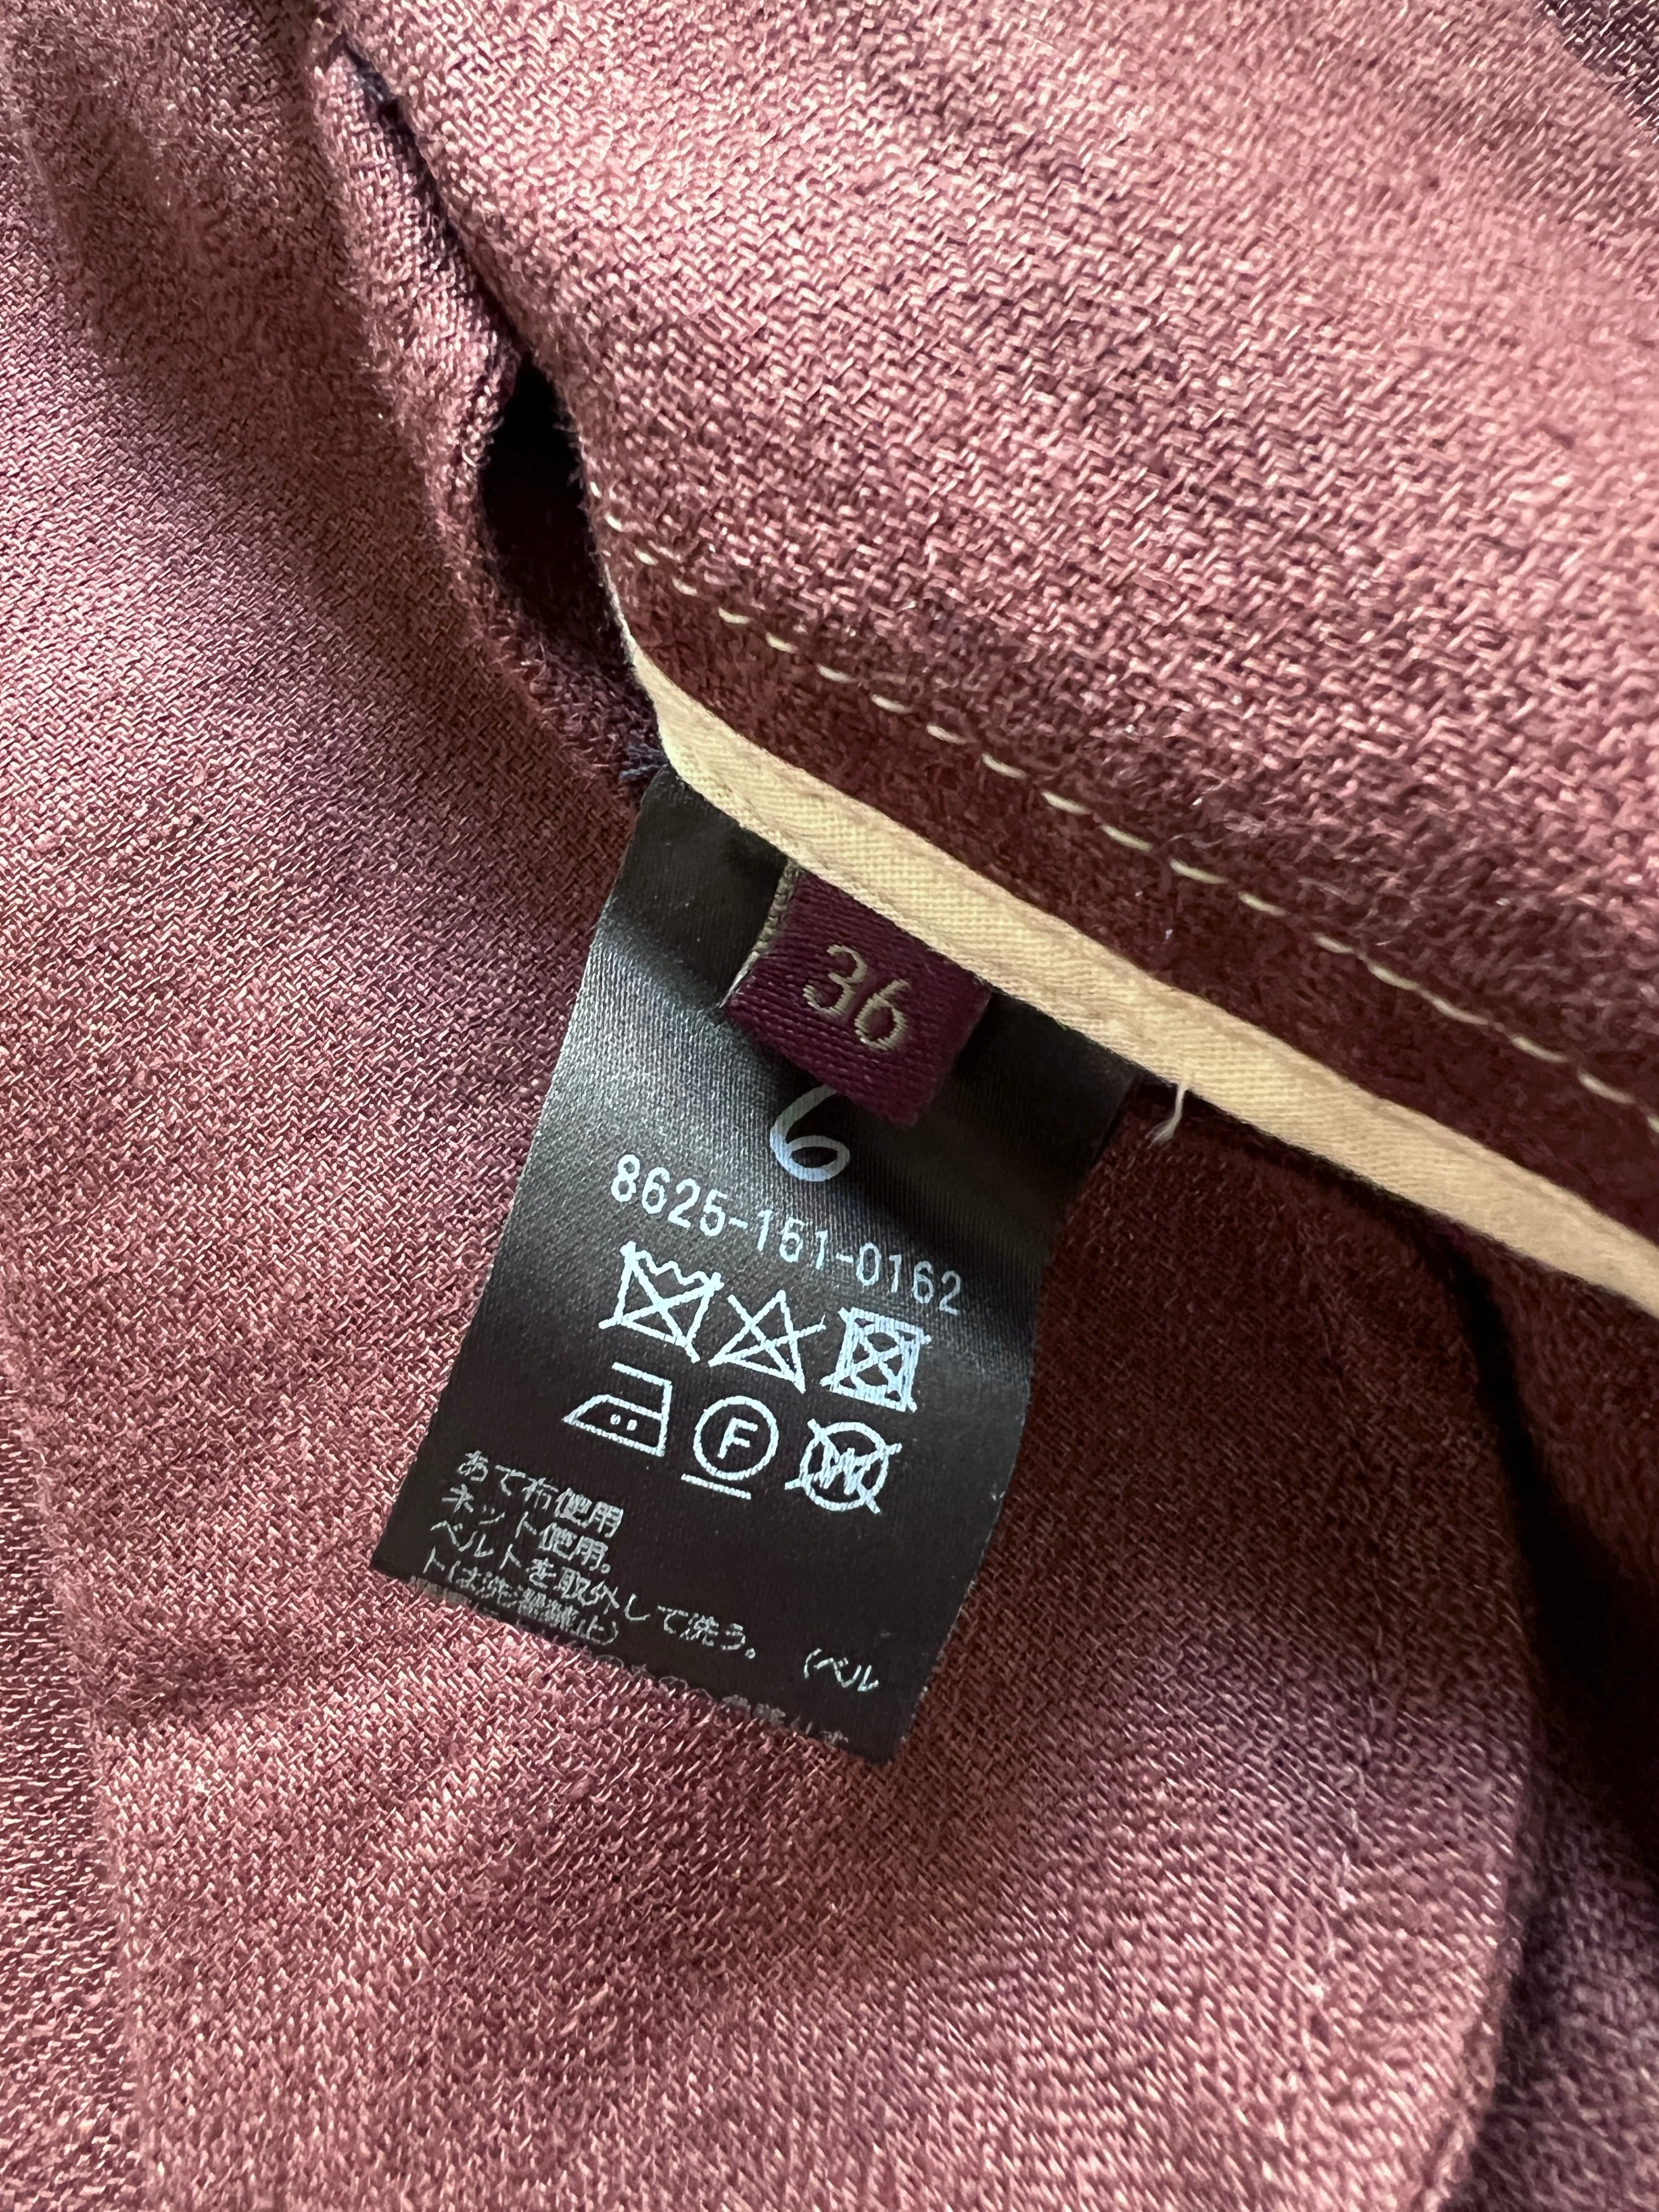 36
6
8625-151-0162
F
W
あて布使用
ネット使用。
ベルトを取外して洗う。（ベル
トは洗濯禁止）